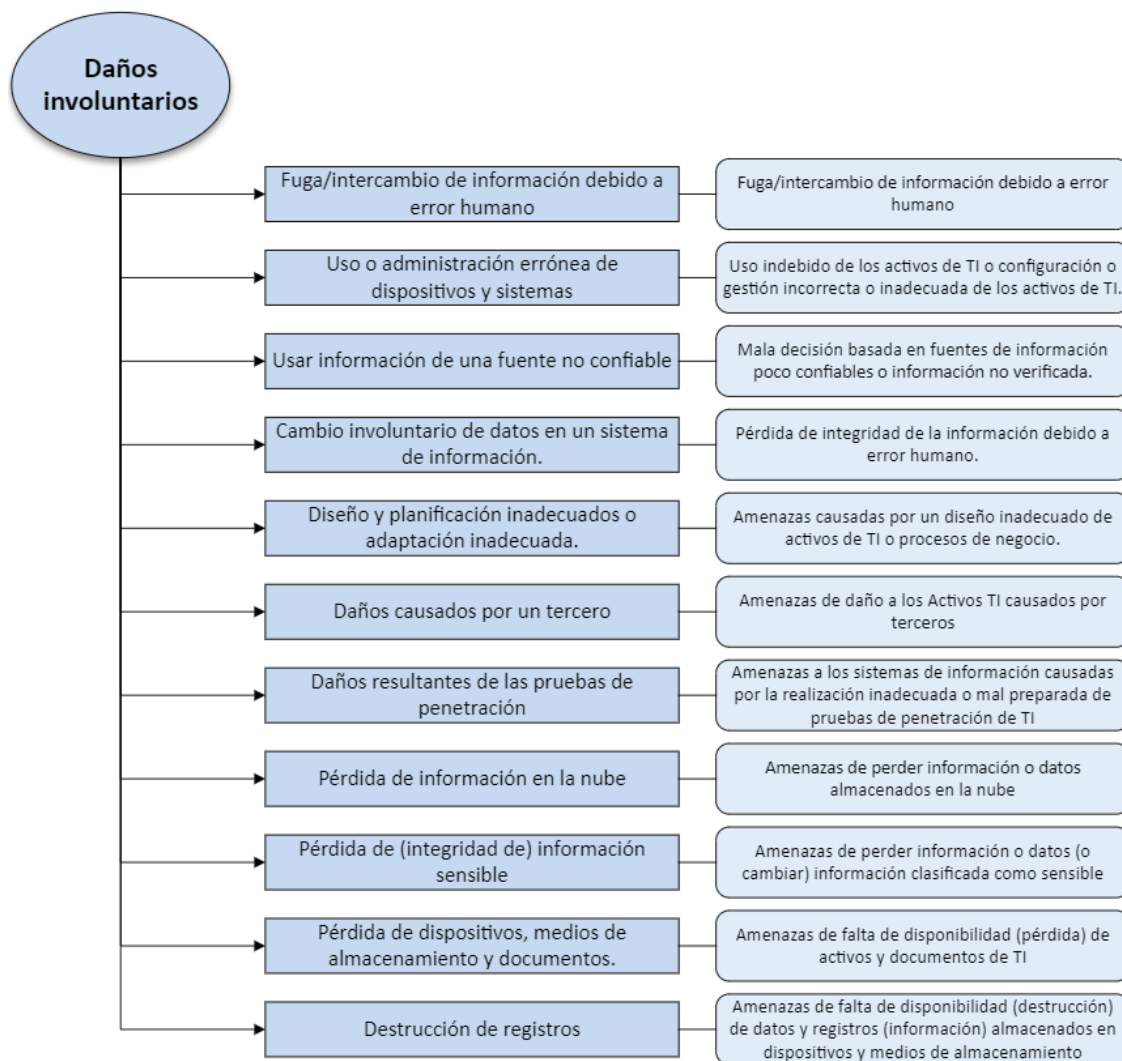 Daños
involuntarios
Fuga/intercambio de información debido a
error humano
Fuga/intercambio de información debido a error
humano
Uso o administración errónea de
dispositivos y sistemas
Uso indebido de los activos de TI o configuración o
gestión incorrecta o inadecuada de los activos de TI.
Usar información de una fuente no confiable
Mala decisión basada en fuentes de información
poco confiables o información no verificada.
Cambio involuntario de datos en un sistema
de información.
Pérdida de integridad de la información debido a
error humano.
Diseño y planificación inadecuados o
adaptación inadecuada.
Amenazas causadas por un diseño inadecuado de
activos de TI o procesos de negocio.
Daños causados por un tercero
Amenazas de daño a los Activos TI causados por
terceros
Daños resultantes de las pruebas de
penetración
Amenazas a los sistemas de información causadas
por la realización inadecuada o mal preparada de
pruebas de penetración de TI
Pérdida de información en la nube
Amenazas de perder información o datos
almacenados en la nube
Pérdida de (integridad de) información
sensible
Amenazas de perder información o datos (o
cambiar) información clasificada como sensible
Pérdida de dispositivos, medios de
almacenamiento y documentos.
Amenazas de falta de disponibilidad (pérdida) de
activos y documentos de TI
Destrucción de registros
Amenazas de falta de disponibilidad (destrucción)
de datos y registros (información) almacenados en
dispositivos y medios de almacenamiento